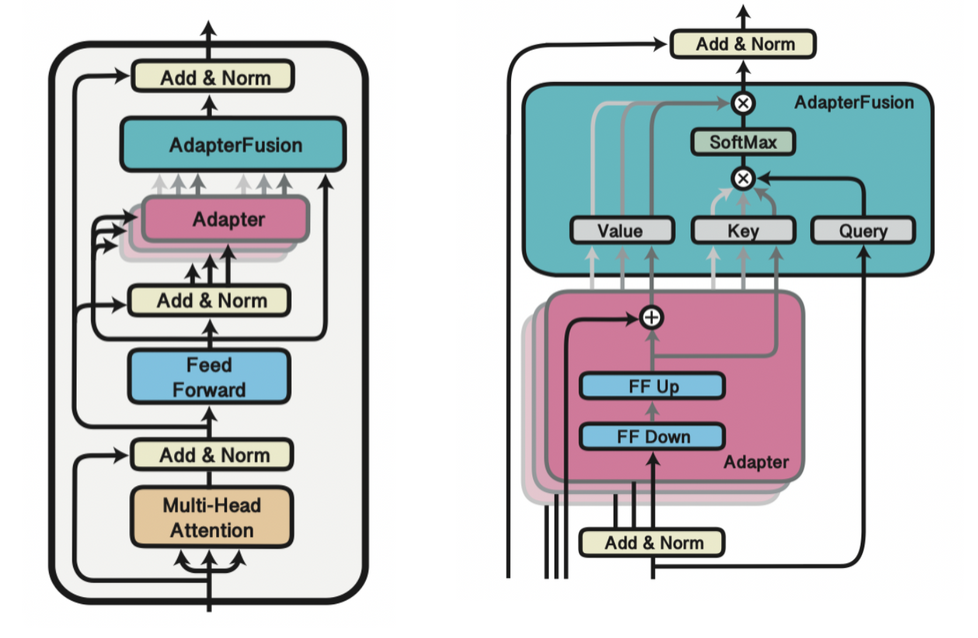 Add & Norm
AdapterFusion
Adapter
Add & Norm
Feed
Forward
Add & Norm
Multi-Head
Attention
Add & Norm
AdapterFusion
SoftMax
Value
Key
Query
FF Up
FF Down
Adapter
Add & Norm